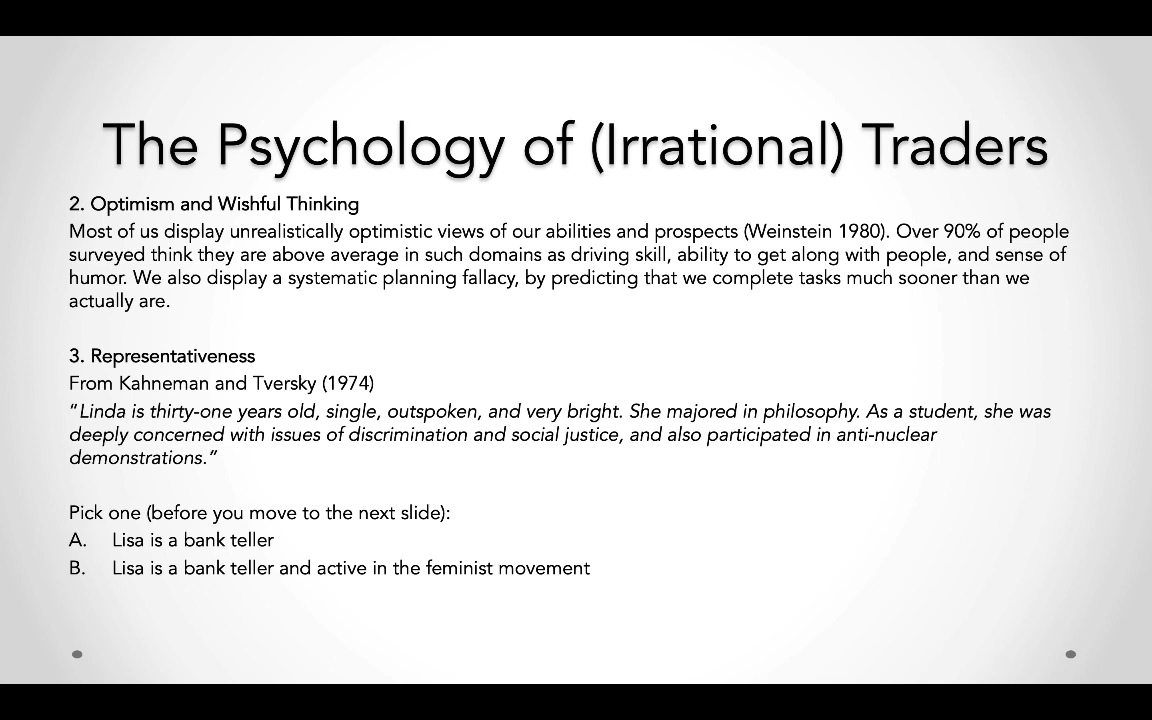 The Psychology of (Irrational) Traders
2. Optimism and Wishful Thinking
Most of us display unrealistically optimistic views of our abilities and prospects (Weinstein 1980). Over 90% of people
surveyed think they are above average in such domains as driving skill, ability to get along with people, and sense of
humor. We also display a systematic planning fallacy, by predicting that we complete tasks much sooner than we
actually are.
3. Representativeness
From Kahneman and Tversky (1974)
“Linda is thirty-one years old, single, outspoken, and very bright. She majored in philosophy. As a student, she was
deeply concerned with issues of discrimination and social justice, and also participated in anti-nuclear
demonstrations.”
Pick one (before you move to the next slide):
A. Lisa is a bank teller
B. Lisa is a bank teller and active in the feminist movement